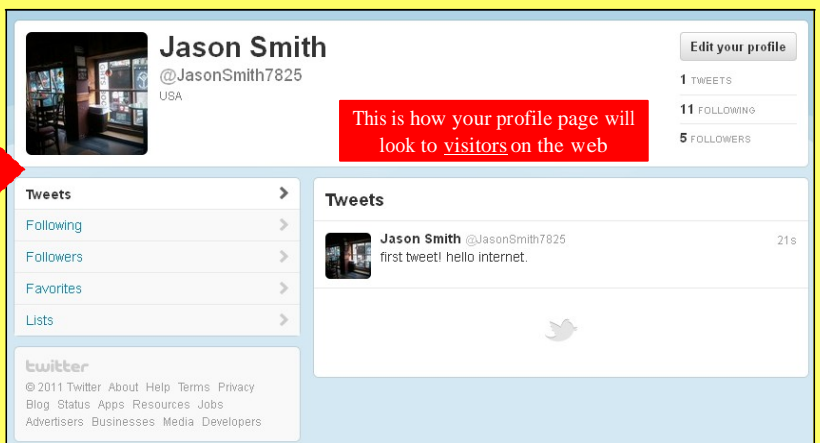 Jason Smith
@JasonSmith7825
USA
Edit your profile
1 TWEETS
11 FOLLOWING
5 FOLLOWERS
This is how your profile page will
look to visitors on the web
Tweets
Following
Followers
Favorites
Lists
Tweets
Jason Smith @JasonSmith7825 21s
first tweet! hello internet.
twitter
© 2011 Twitter About Help Terms Privacy
Blog Status Apps Resources Jobs
Advertisers Businesses Media Developers